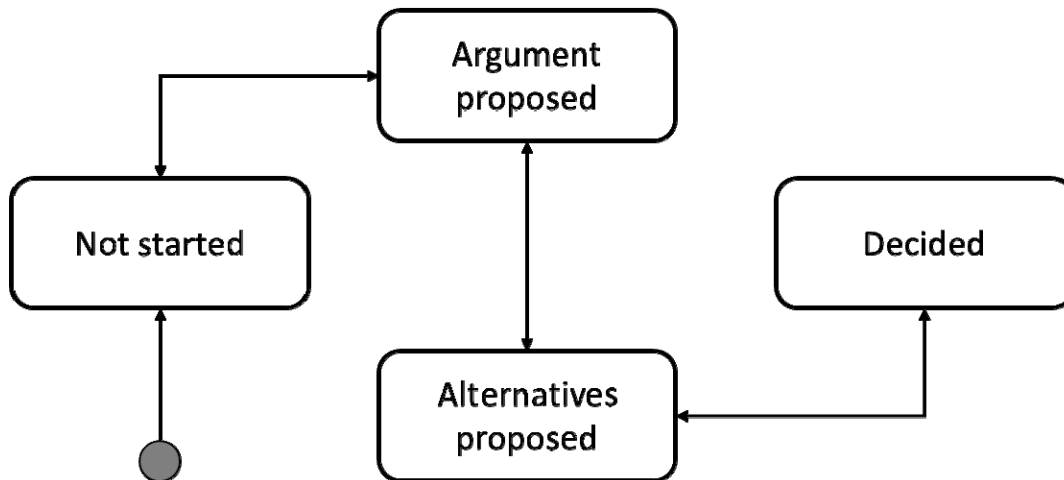 Argument
proposed
Not started
Decided
Alternatives
proposed